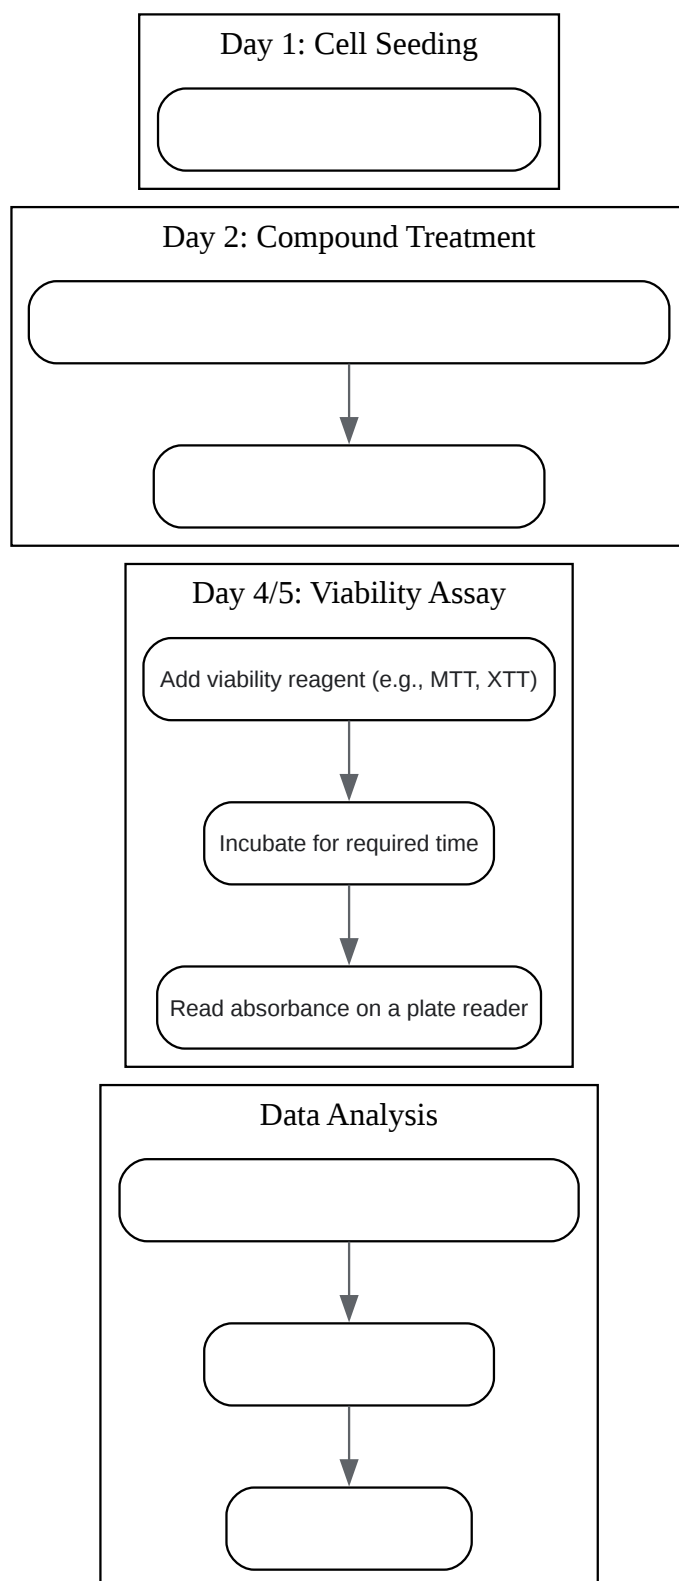 Day 1: Cell Seeding
Day 2: Compound Treatment
Day 4/5: Viability Assay
Add viability reagent (e.g., MTT, XTT)
Incubate for required time
Read absorbance on a plate reader
Data Analysis